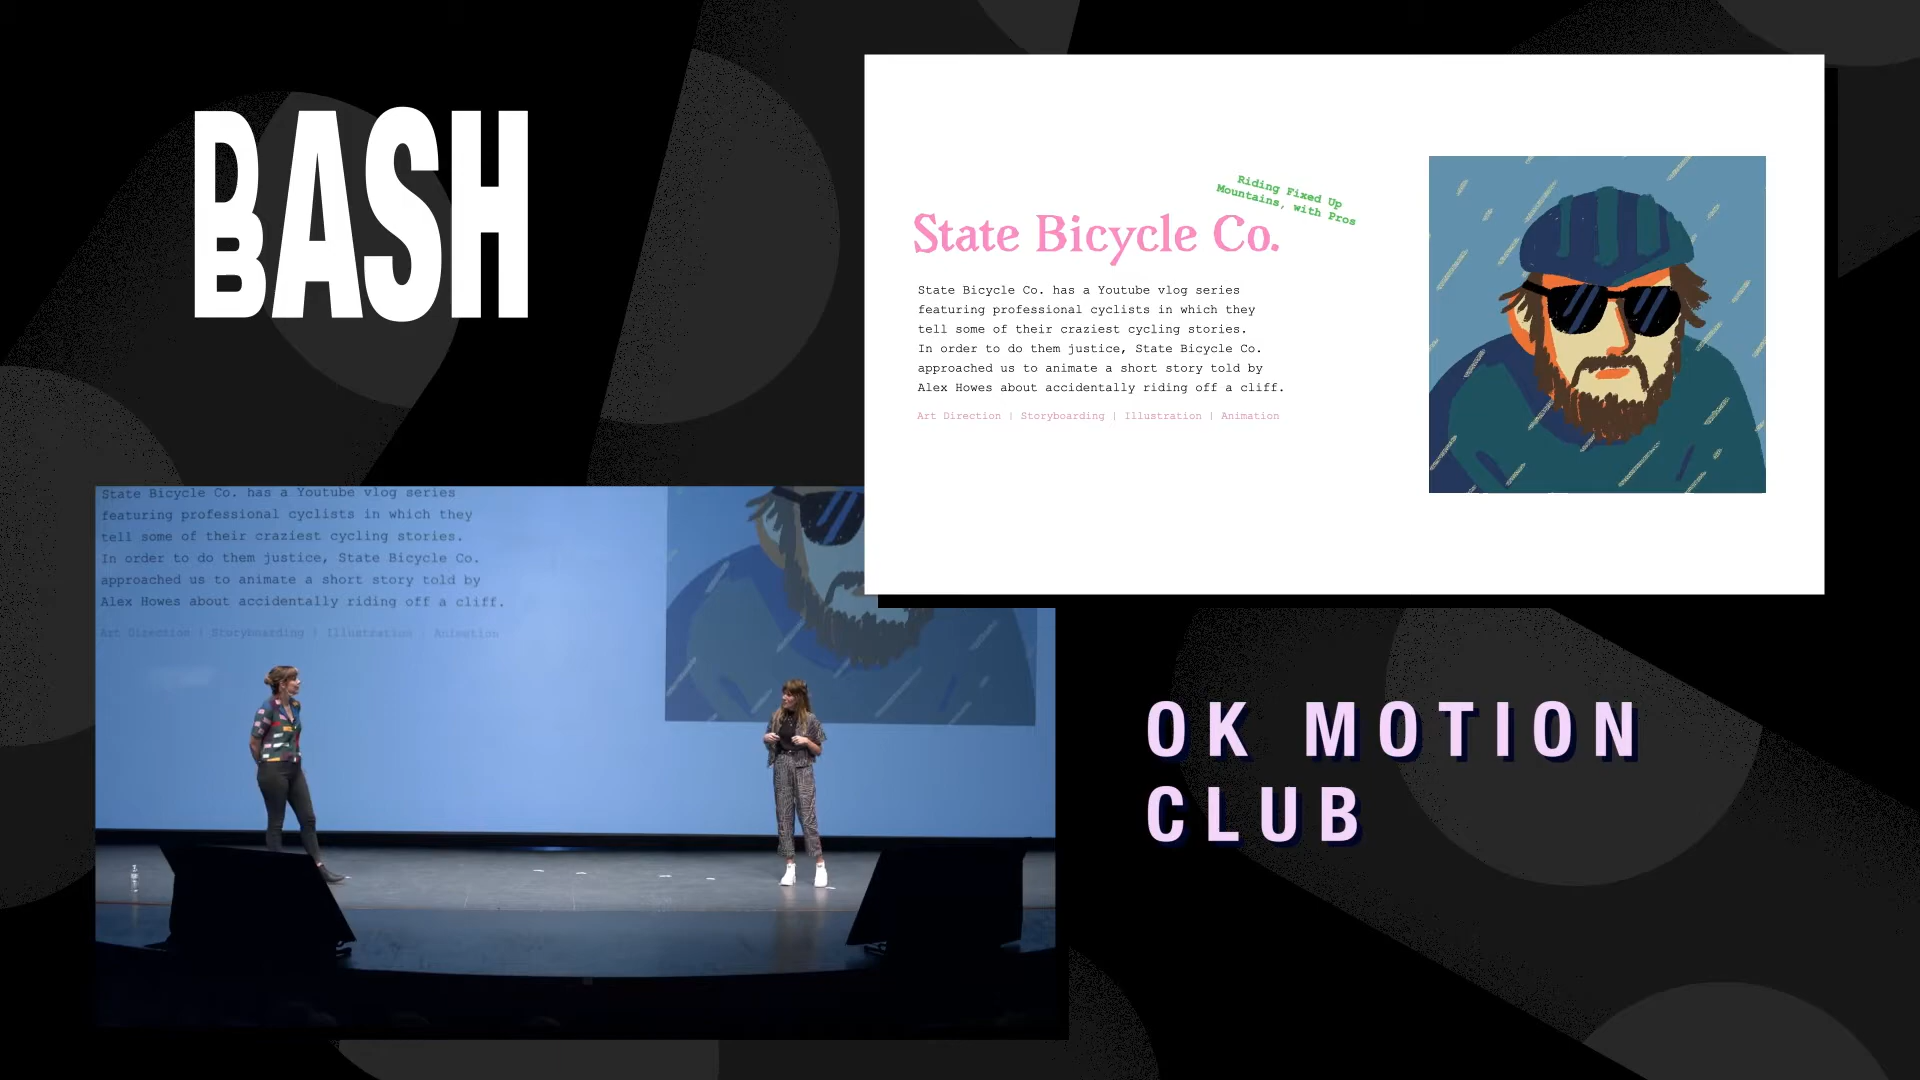 BASH
Riding Fixed Up
Mountains, with Pros
State Bicycle Co.
State Bicycle Co. has a Youtube vlog series
featuring professional cyclists in which they
tell some of their craziest cycling stories.
In order to do them justice, State Bicycle Co.
approached us to animate a short story told by
Alex Howes about accidentally riding off a cliff.
Art Direction | Storyboarding | Illustration | Animation
State Bicycle Co. has a Youtube vlog series
featuring professional cyclists in which they
tell some of their craziest cycling stories.
In order to do them justice, State Bicycle Co.
approached us to animate a short story told by
Alex Howes about accidentally riding off a cliff.
Art Direction | Storyboarding | Illustration | Animation
OK MOTION
CLUB